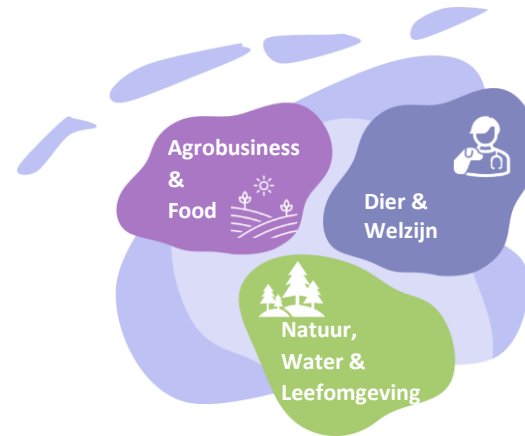 Agrobusiness
&
Food
Dier &
Welzijn
Natuur,
Water &
Leefomgeving